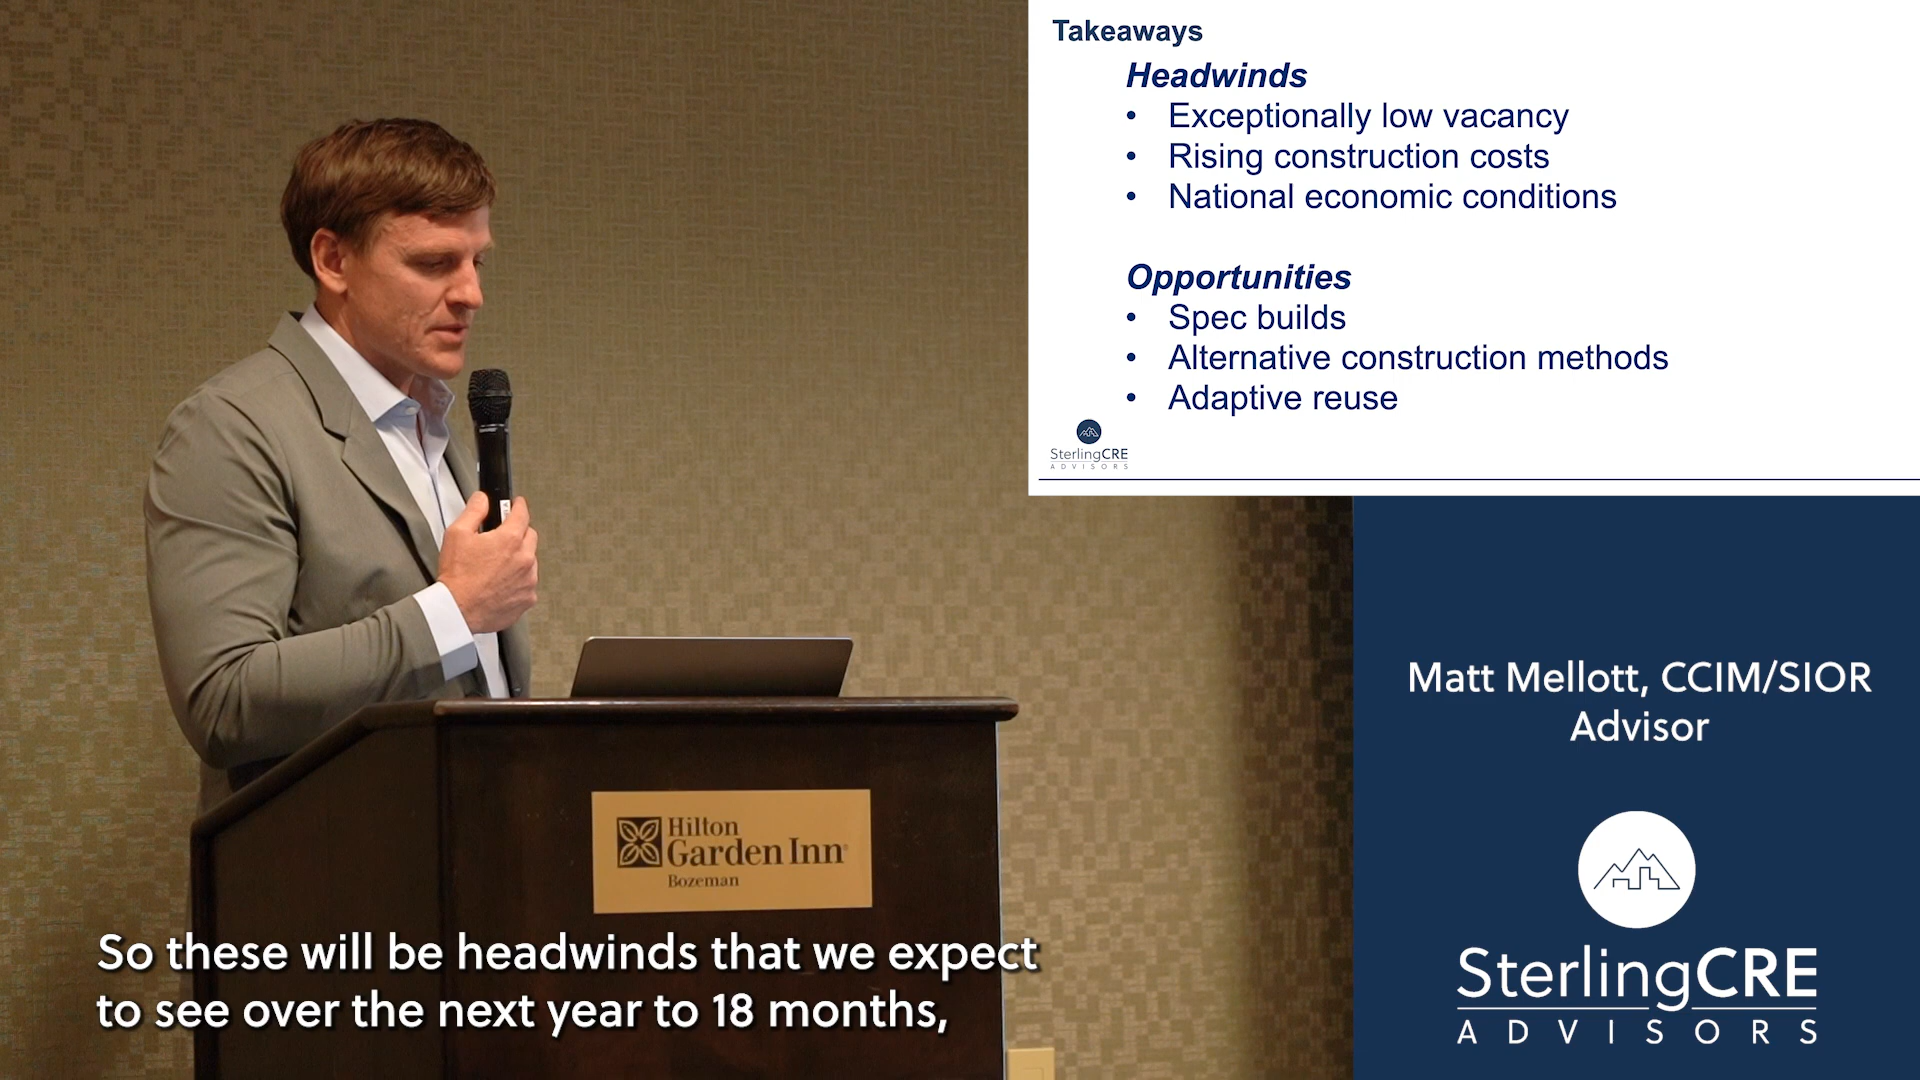 Takeaways
Headwinds
• Exceptionally low vacancy
• Rising construction costs
• National economic conditions
Opportunities
• Spec builds
• Alternative construction methods
• Adaptive reuse
SterlingCRE
ADVISORS
Matt Mellott, CCIM/SIOR
Advisor
SterlingCRE
ADVISORS
Hilton
Garden Inn
Bozeman
So these will be headwinds that we expect
to see over the next year to 18 months,